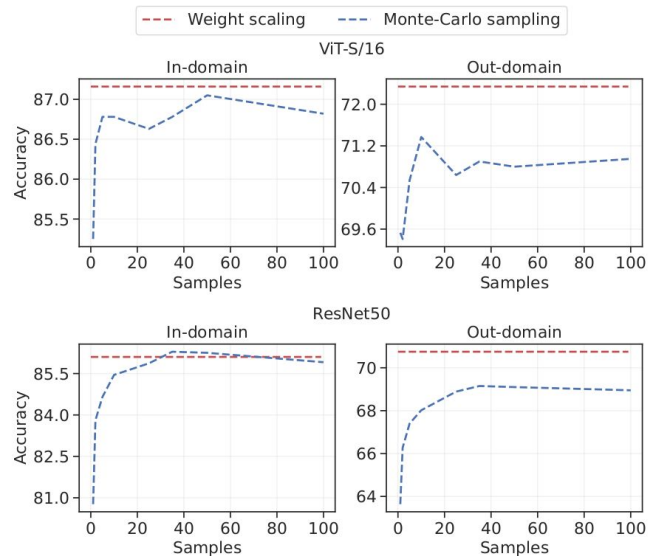 Weight scaling Monte-Carlo sampling
ViT-S/16
In-domain Out-domain
87.0
86.5
86.0
85.5
Accuracy
0 20 40 60 80 100
Samples
72.0
71.2
70.4
69.6
0 20 40 60 80 100
Samples
ResNet50
In-domain Out-domain
85.5
84.0
82.5
81.0
Accuracy
0 20 40 60 80 100
Samples
70
68
66
64
0 20 40 60 80 100
Samples